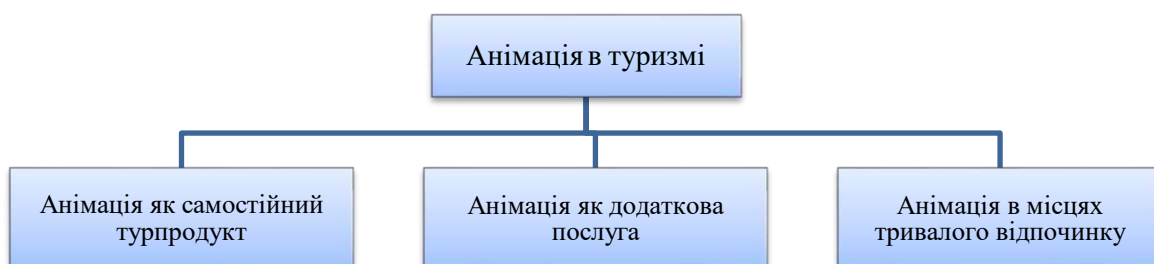 Анімація в туризмі
Анімація як самостійний
турпродукт
Анімація як додаткова
послуга
Анімація в місцях
тривалого відпочинку